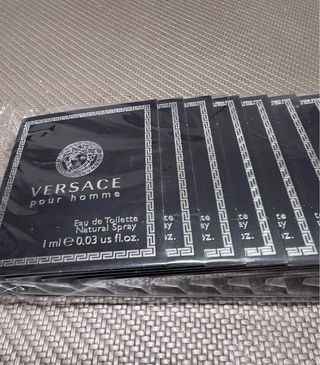 VERSACE
pour homme
Eau de Toilette
Natural Spray
1 ml e 0.03 us fl.oz.